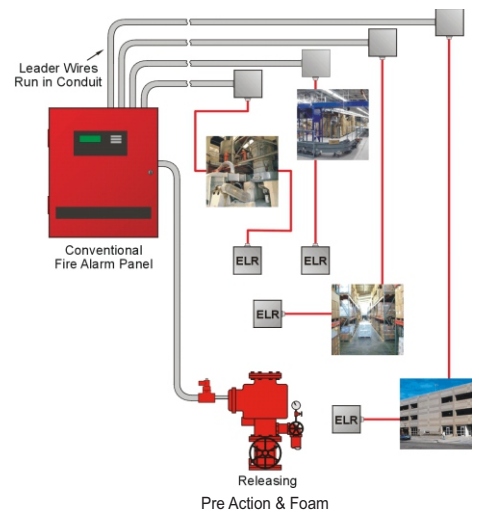 Leader Wires
Run in Conduit
Conventional
Fire Alarm Panel
ELR
ELR
ELR
ELR
Releasing
Pre Action & Foam